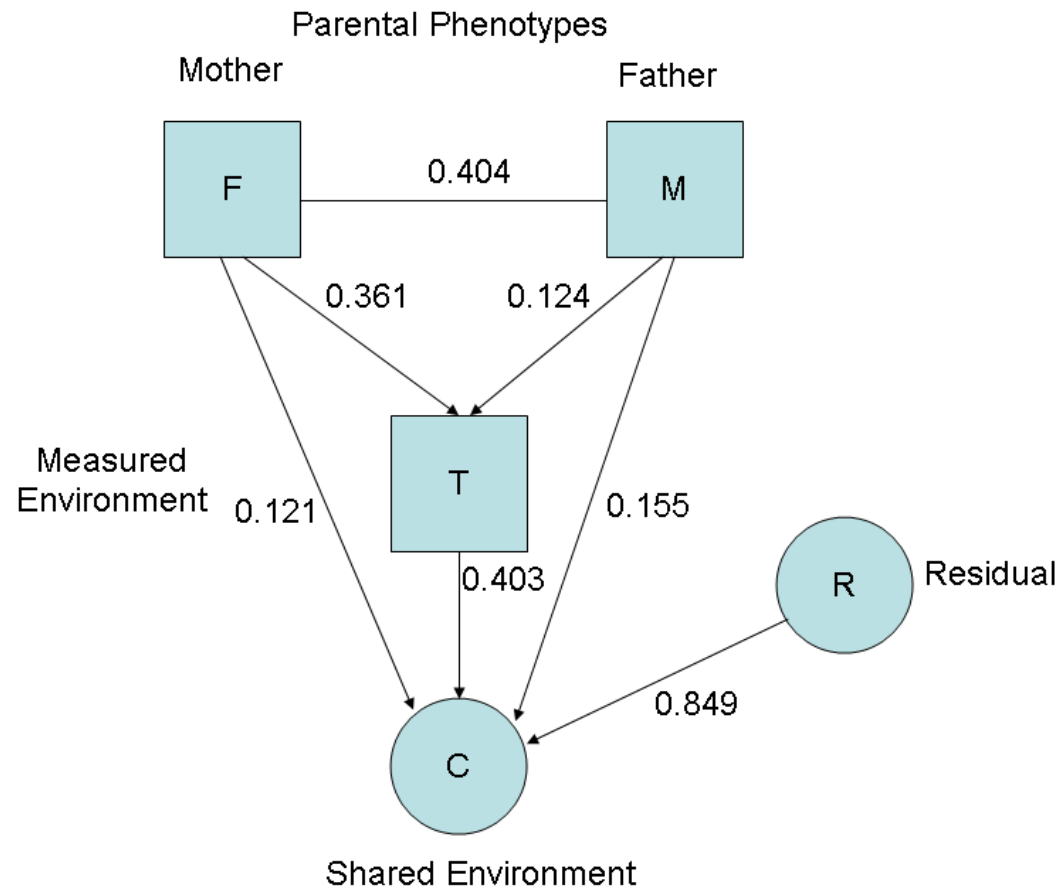 Parental Phenotypes
Mother
Father
F
0.404
M
0.361
0.124
Measured
Environment
0.121
T
0.155
0.403
R
Residual
0.849
C
Shared Environment